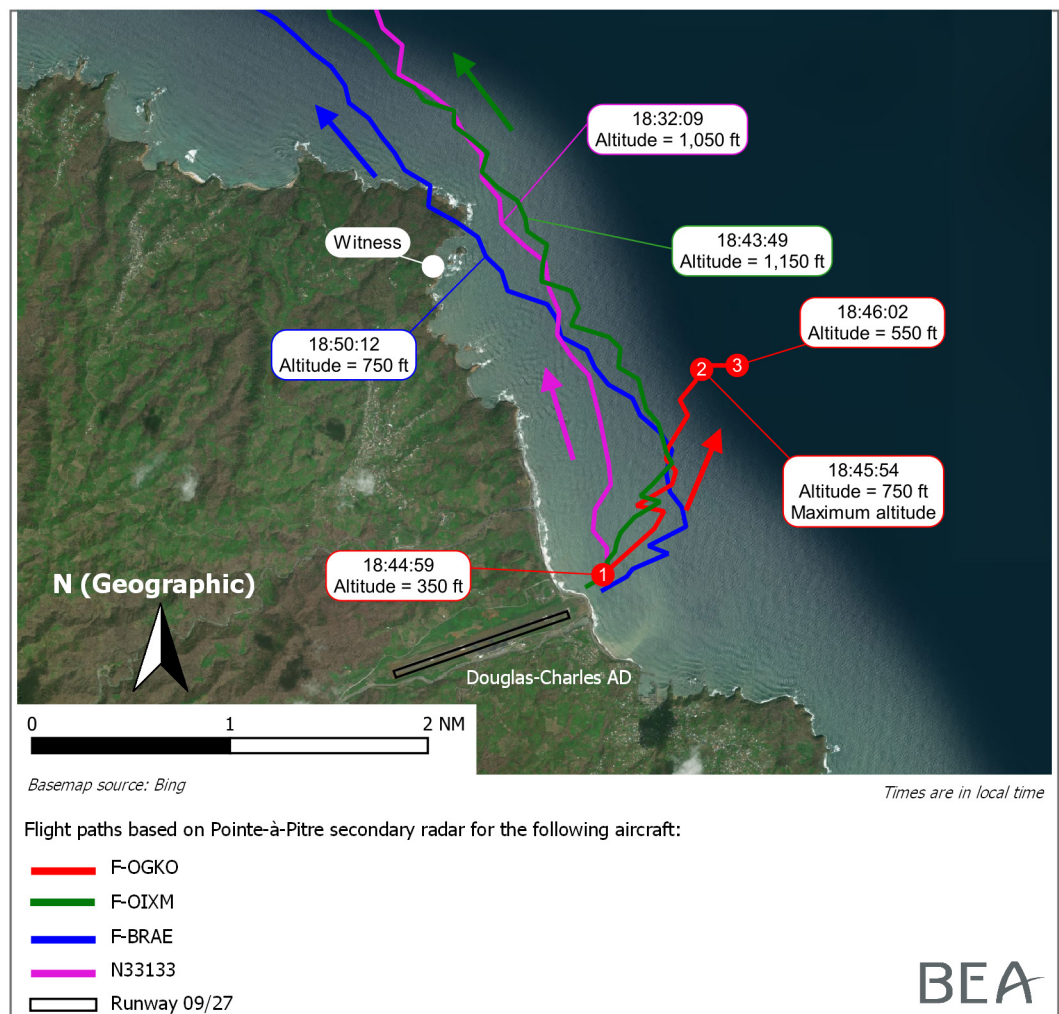 18:32:09
Altitude = 1,050 ft
Witness
18:43:49
Altitude = 1,150 ft
18:46:02
Altitude = 550 ft
18:50:12
Altitude = 750 ft
2
3
18:45:54
Altitude = 750 ft
Maximum altitude
18:44:59
Altitude = 350 ft
1
N (Geographic)
Douglas-Charles AD
0 1 2 NM
Basemap source: Bing
Times are in local time
Flight paths based on Pointe-à-Pitre secondary radar for the following aircraft:
F-OGKO
F-OIXM
F-BRAE
N33133
Runway 09/27
BEA